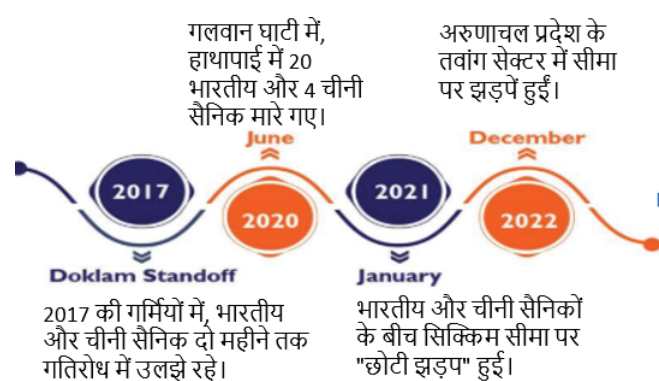 गलवान घाटी में,
हाथापाई में 20
भारतीय और 4 चीनी
सैनिक मारे गए।
June
2020
अरुणाचल प्रदेश के
तवांग सेक्टर में सीमा
पर झड़पें हुईं।
December
2022
2017
Doklam Standoff
2017 की गर्मियों में, भारतीय
और चीनी सैनिक दो महीने तक
गतिरोध में उलझे रहे।
2021
January
भारतीय और चीनी सैनिकों
के बीच सिक्किम सीमा पर
"छोटी झड़प" हुई।